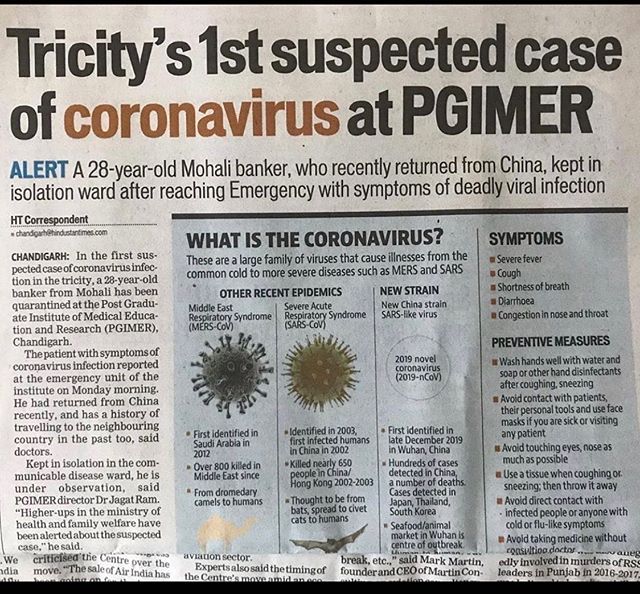 Tricity's 1st suspected case
of coronavirus at PGIMER
ALERT A 28-year-old Mohali banker, who recently returned from China, kept in
isolation ward after reaching Emergency with symptoms of deadly viral infection
HT Correspondent
chandigarh@hindustantimes.com
CHANDIGARH: In the first sus-
pected case of coronavirus infec-
tion in the tricity, a 28-year-old
banker from Mohali has been
quarantined at the Post Gradu-
ate Institute of Medical Educa-
tion and Research (PGIMER),
Chandigarh.
The patient with symptoms of
coronavirus infection reported
at the emergency unit of the
institute on Monday morning.
He had returned from China
recently, and has a history of
travelling to the neighbouring
country in the past too, said
doctors.
Kept in isolation in the com-
municable disease ward, he is
under observation, said
PGIMER director Dr Jagat Ram.
"Higher-ups in the ministry of
health and family welfare have
been alerted about the suspected
case," he said.
WHAT IS THE CORONAVIRUS?
These are a large family of viruses that cause illnesses from the
common cold to more severe diseases such as MERS and SARS
OTHER RECENT EPIDEMICS
Middle East
Respiratory Syndrome
(MERS-CoV)
First identified in
Saudi Arabia in
2012
Over 800 killed in
Middle East since
From dromedary
camels to humans
Severe Acute
Respiratory Syndrome
(SARS-CoV)
Identified in 2003,
first infected humans
in China in 2002
Killed nearly 650
people in China/
Hong Kong 2002-2003
Thought to be from
bats, spread to civet
cats to humans
NEW STRAIN
New China strain
SARS-like virus
2019 novel
coronavirus
(2019-nCoV)
First identified in
late December 2019
in Wuhan, China
Hundreds of cases
detected in China,
a number of deaths.
Cases detected in
Japan, Thailand,
South Korea
Seafood/animal
market in Wuhan is
centre of outbreak
SYMPTOMS
Severe fever
Cough
Shortness of breath
Diarrhoea
Congestion in nose and throat
PREVENTIVE MEASURES
Wash hands well with water and
soap or other hand disinfectants
after coughing, sneezing
Avoid contact with patients,
their personal tools and use face
masks if you are sick or visiting
any patient
Avoid touching eyes, nose as
much as possible
Use a tissue when coughing or
sneezing; then throw it away
Avoid direct contact with
infected people or anyone with
cold or flu-like symptoms
Avoid taking medicine without
consulting doctor
We
criticised the Centre over the
move. "The sale of Air India has
aviation sector.
Experts also said the timing of
the Centre's move amid an
break, etc.," said Mark Martin,
founder and CEO of Martin Con-
edly involved in murders of RSS
leaders in Punjab in 2016-2017,